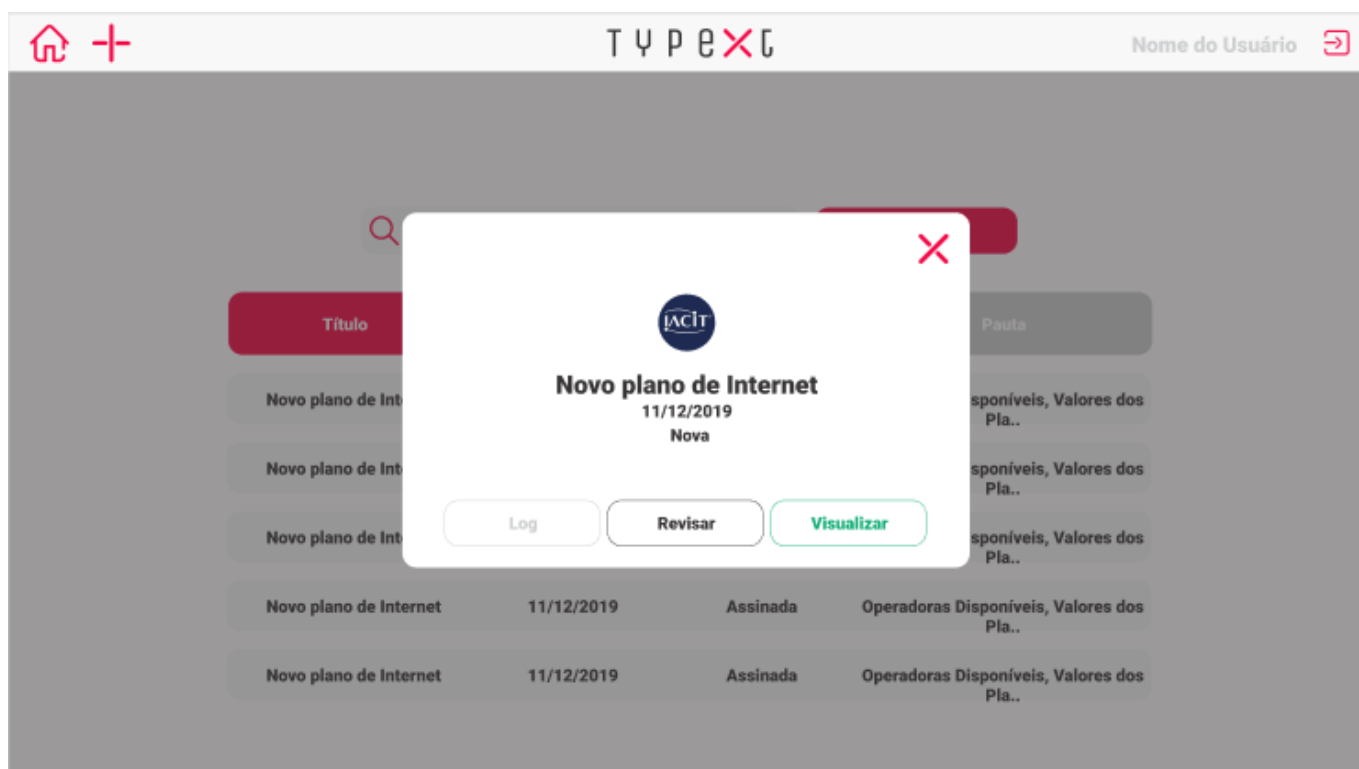 TYPEXT
Nome do Usuário
Título
Pauta
IACIT
Novo plano de Internet
11/12/2019
Nova
Log
Revisar
Visualizar
Novo plano de Int
sponíveis, Valores dos
Pla..
Novo plano de Int
sponíveis, Valores dos
Pla..
Novo plano de Int
sponíveis, Valores dos
Pla..
Novo plano de Internet 11/12/2019 Assinada Operadoras Disponíveis, Valores dos
Pla..
Novo plano de Internet 11/12/2019 Assinada Operadoras Disponíveis, Valores dos
Pla..